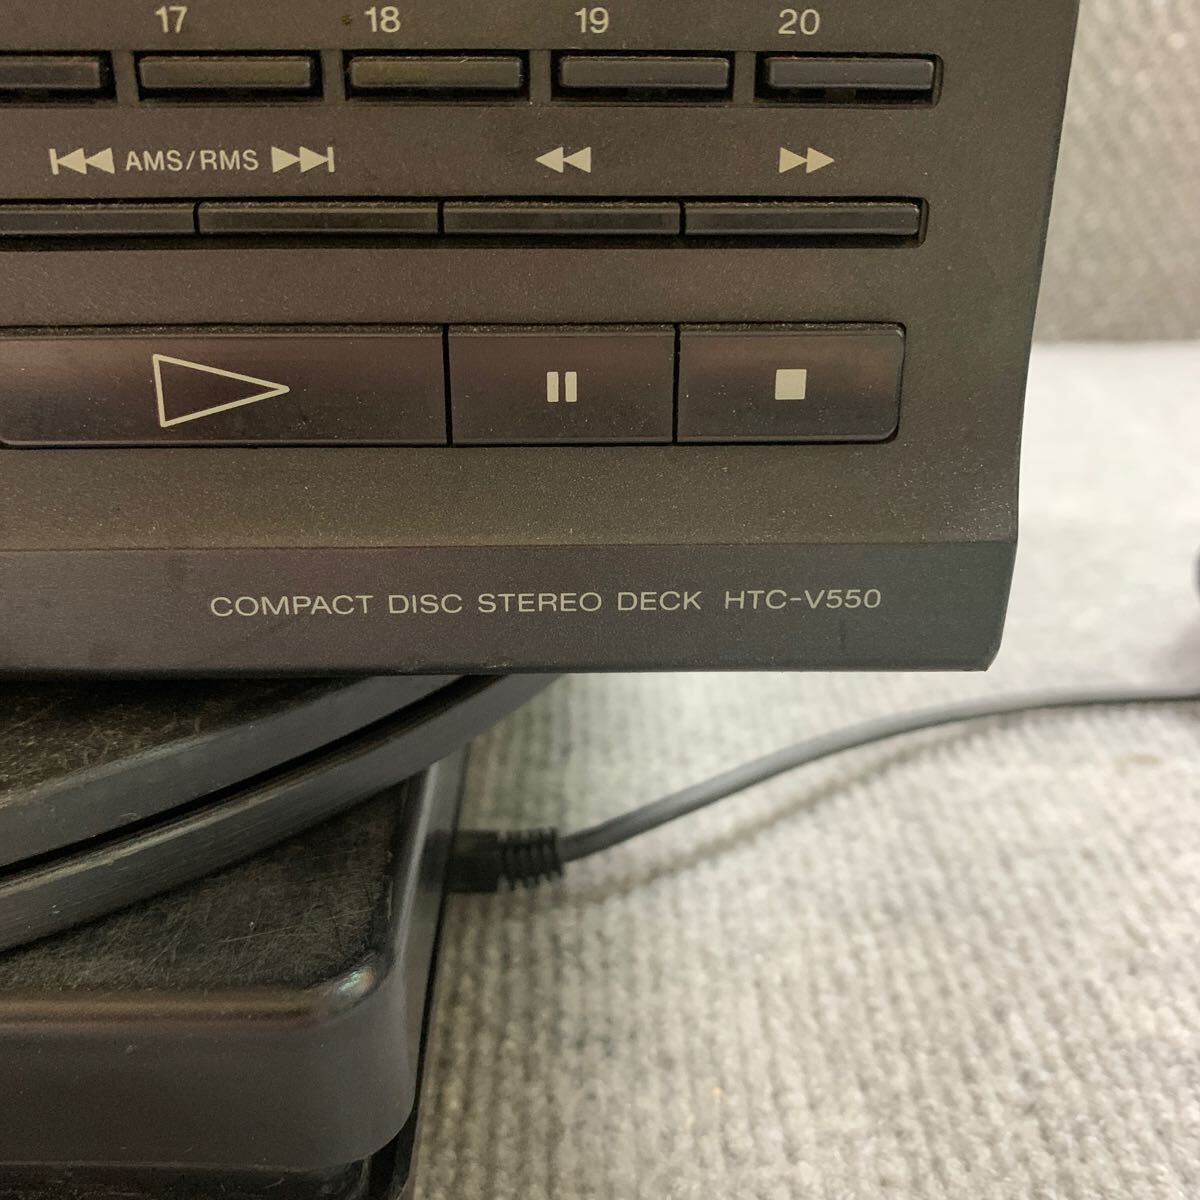 17 18 19 20
AMS/RMS
COMPACT DISC STEREO DECK HTC-V550